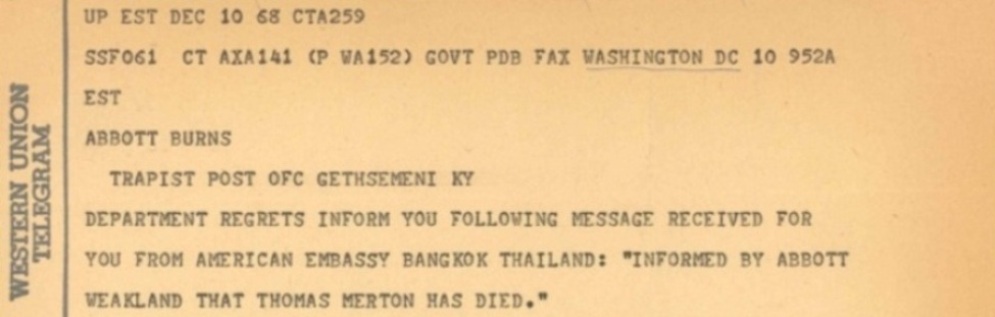 UP EST DEC 10 68 CTA259
SSF061 CT AXA141 (P WA152) GOVT PDB FAX WASHINGTON DC 10 952A
EST
ABBOTT BURNS
TRAPIST POST OFC GETHSEMENI KY
DEPARTMENT REGRETS INFORM YOU FOLLOWING MESSAGE RECEIVED FOR
YOU FROM AMERICAN EMBASSY BANGKOK THAILAND: "INFORMED BY ABBOTT
WEAKLAND THAT THOMAS MERTON HAS DIED."
WESTERN UNION
TELEGRAM